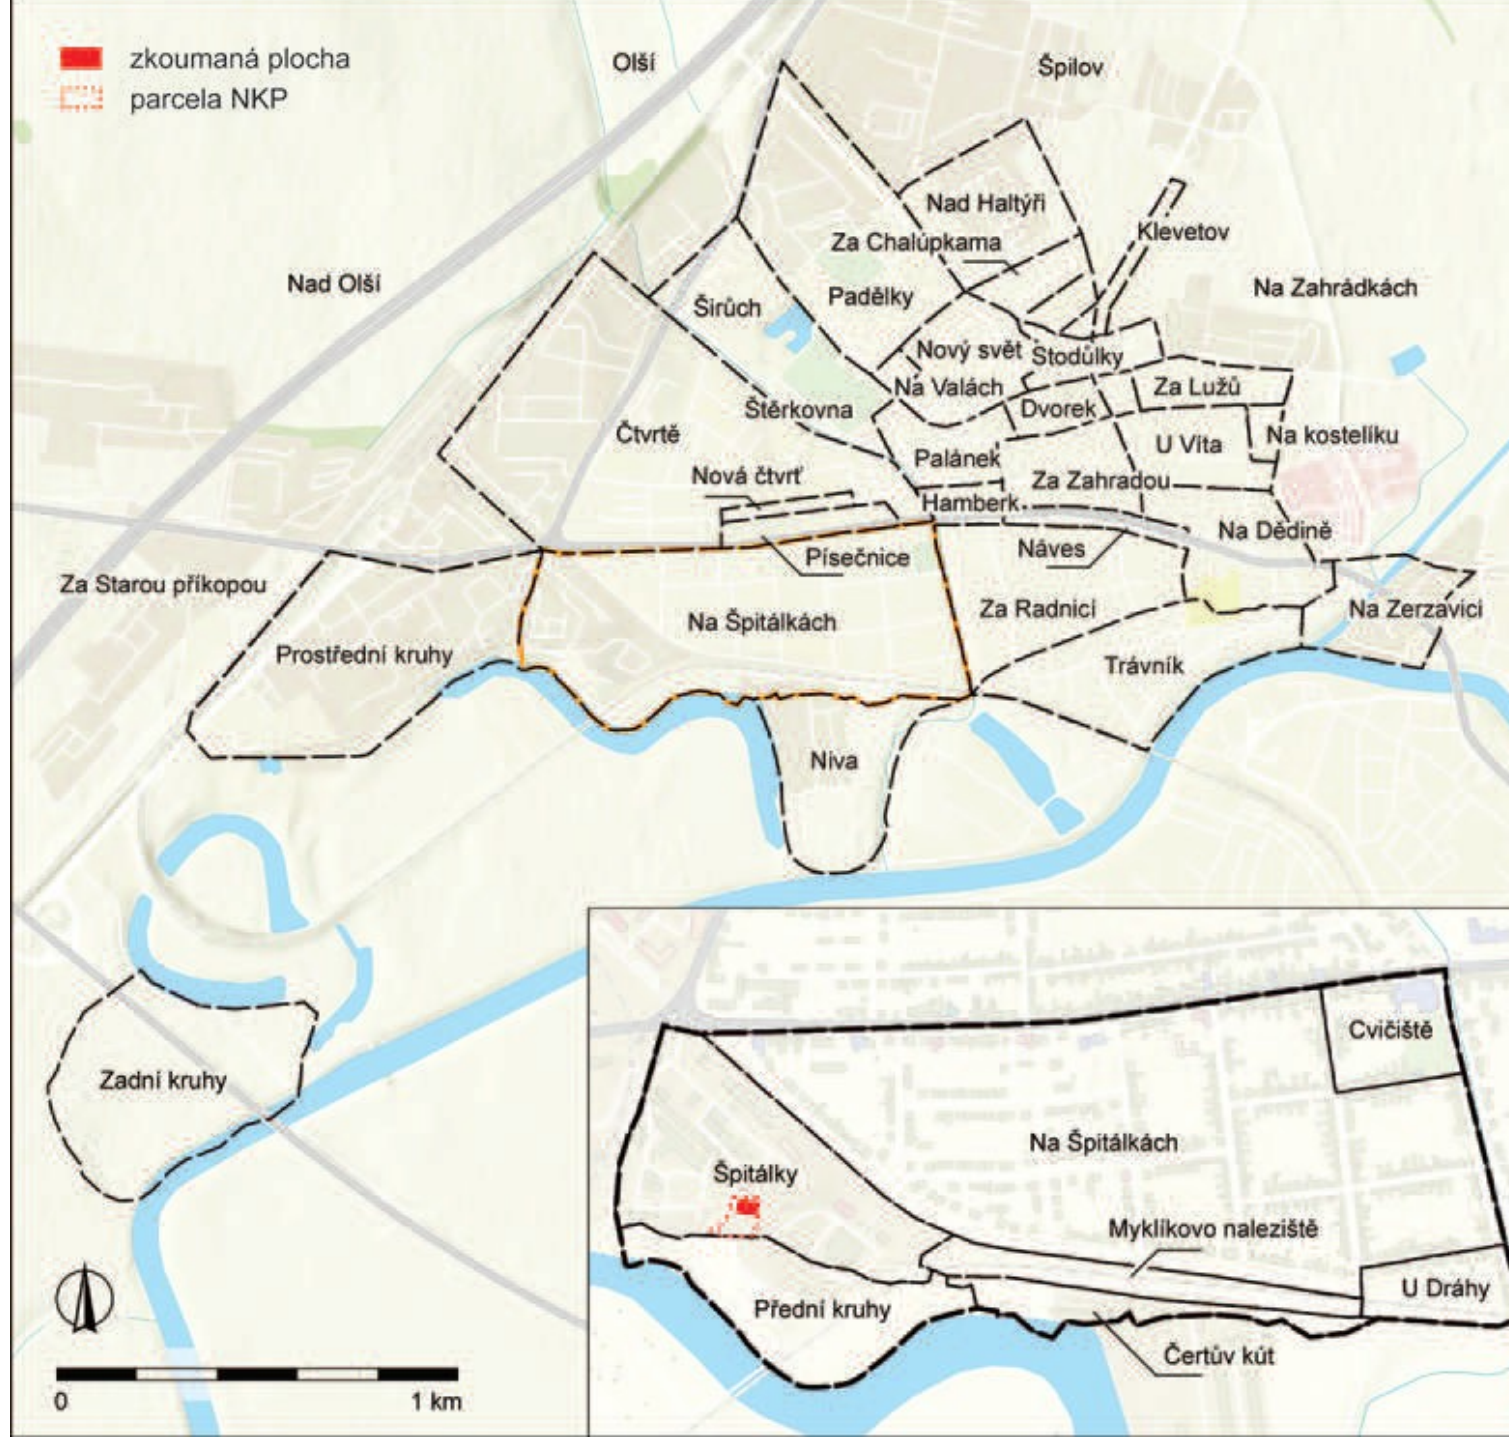 zkoumaná plocha
parcela NKP
Olší
Špilov
Nad Haltýři
Klevetov
Za Chalúpkama
Nad Olší
Na Zahrádkách
Padělky
Širůch
Nový svět
Stodůlky
Na Valách
Za Lužů
Štěrkovna
Dvorek
Čtvrtě
Na kostelíku
U Víta
Palánek
Nová čtvrť
Za Zahradou
Hamberk
Na Dědině
Náves
Písečnice
Za Starou příkopou
Za Radnicí
Na Zerzavici
Na Špitálkách
Prostřední kruhy
Trávník
Niva
Zadní kruhy
0
1 km
Cvičiště
Na Špitálkách
Špitálky
Myklíkovo naleziště
U Dráhy
Přední kruhy
Čertův kút